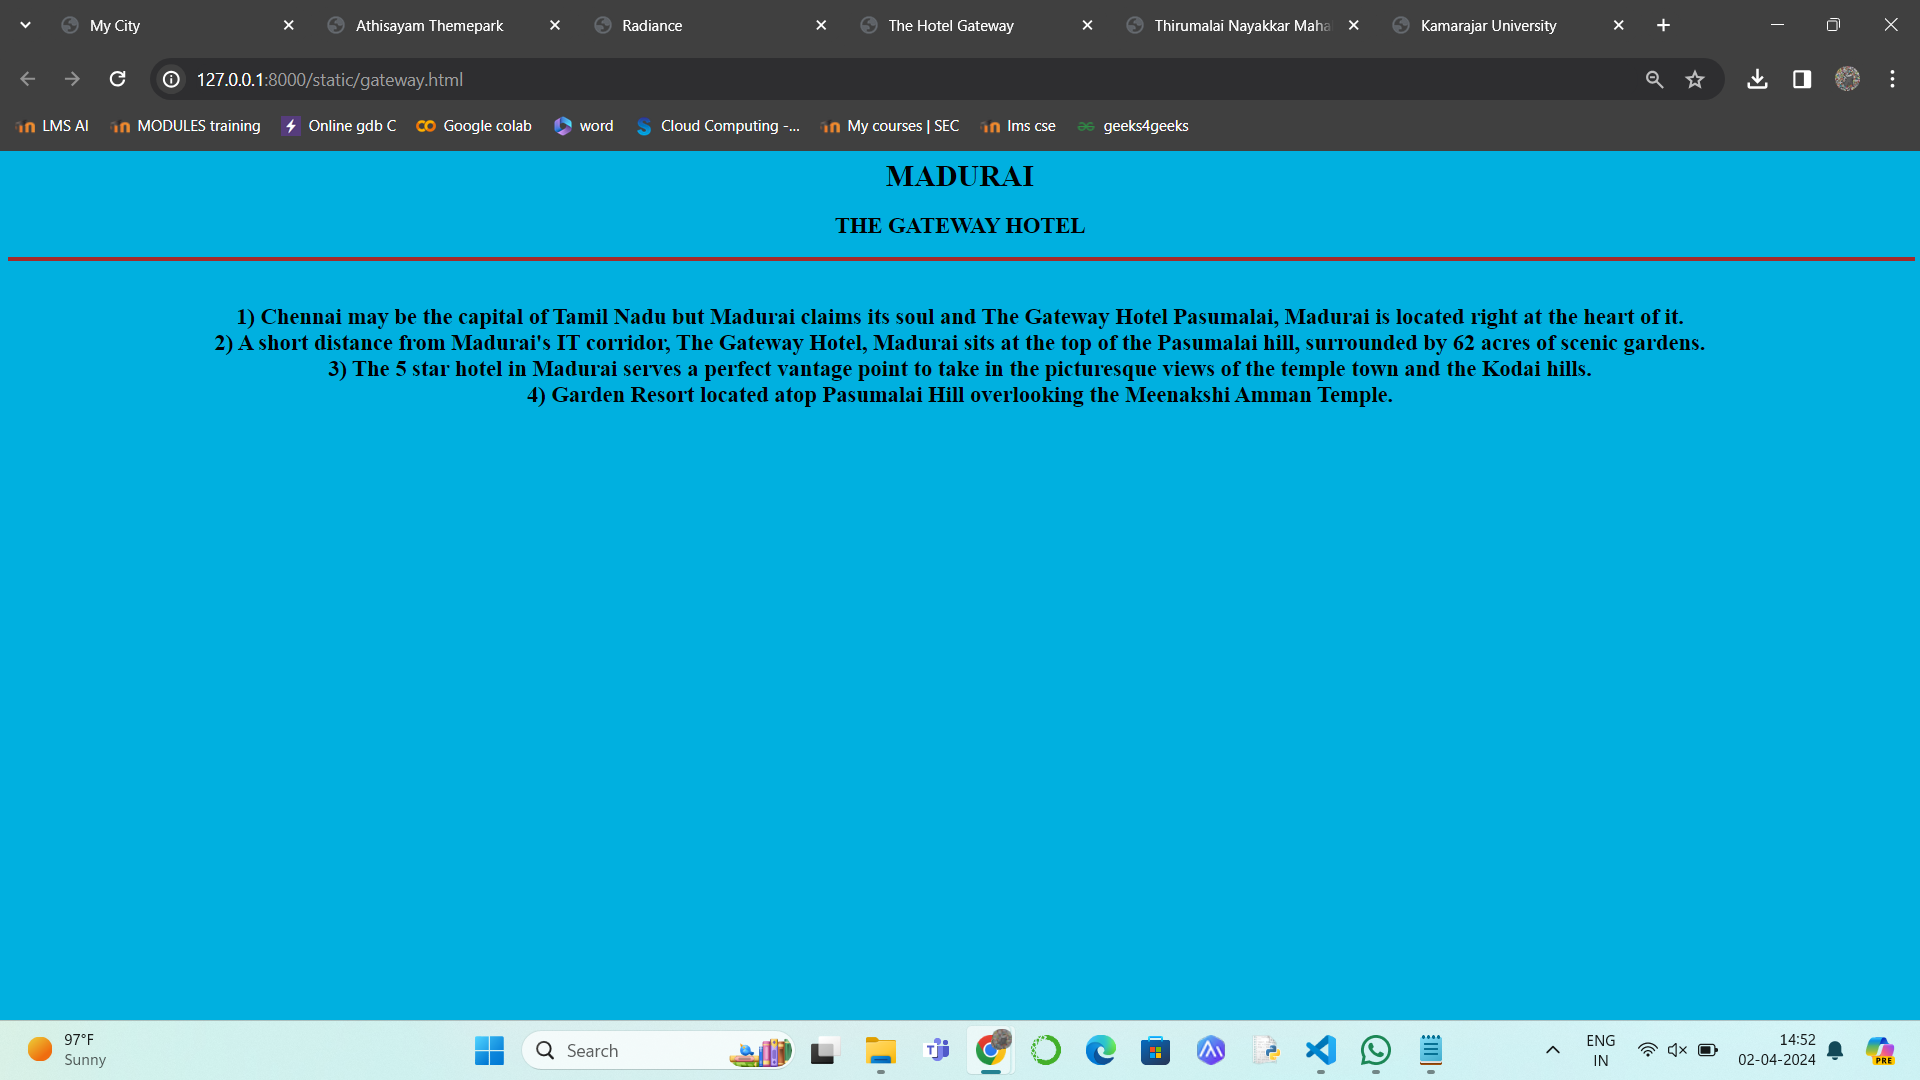 My City
Athisayam Themepark
Radiance
The Hotel Gateway
Thirumalai Nayakkar Maha
Kamarajar University
127.0.0.1:8000/static/gateway.html
LMS AI
MODULES training
Online gdb C
Google colab
word
Cloud Computing -...
My courses | SEC
lms cse
geeks4geeks
MADURAI
THE GATEWAY HOTEL
1) Chennai may be the capital of Tamil Nadu but Madurai claims its soul and The Gateway Hotel Pasumalai, Madurai is located right at the heart of it.
2) A short distance from Madurai's IT corridor, The Gateway Hotel, Madurai sits at the top of the Pasumalai hill, surrounded by 62 acres of scenic gardens.
3) The 5 star hotel in Madurai serves a perfect vantage point to take in the picturesque views of the temple town and the Kodai hills.
4) Garden Resort located atop Pasumalai Hill overlooking the Meenakshi Amman Temple.
97°F
Sunny
Search
ENG
IN
14:52
02-04-2024
PRE